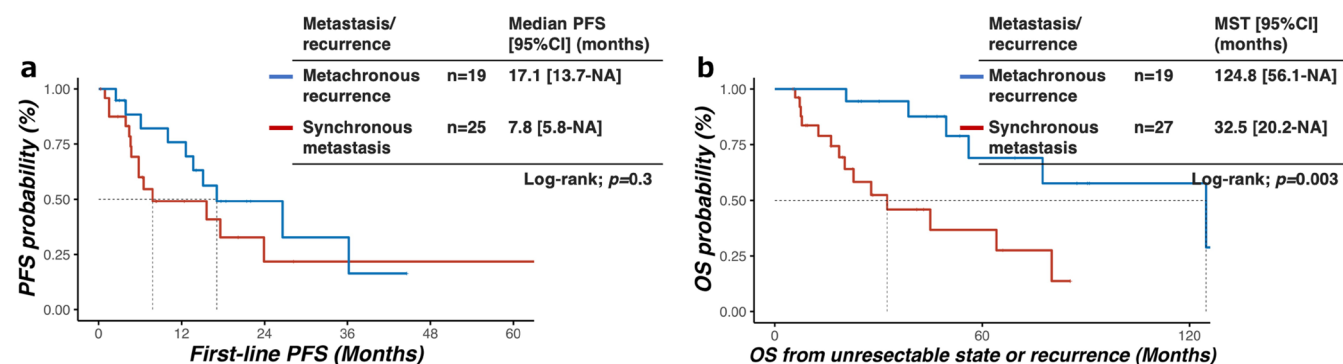 a
Metastasis/ Median PFS
recurrence [95%CI] (months)
Metachronous n=19 17.1 [13.7-NA]
recurrence
Synchronous n=25 7.8 [5.8-NA]
metastasis
Log-rank; p=0.3
PFS probability (%)
1.00
0.75
0.50
0.25
0.00
0 12 24 36 48 60
First-line PFS (Months)
b
Metastasis/ MST [95%CI]
recurrence (months)
Metachronous n=19 124.8 [56.1-NA]
recurrence
Synchronous n=27 32.5 [20.2-NA]
metastasis
Log-rank; p=0.003
OS probability (%)
1.00
0.75
0.50
0.25
0.00
0 60 120
OS from unresectable state or recurrence (Months)